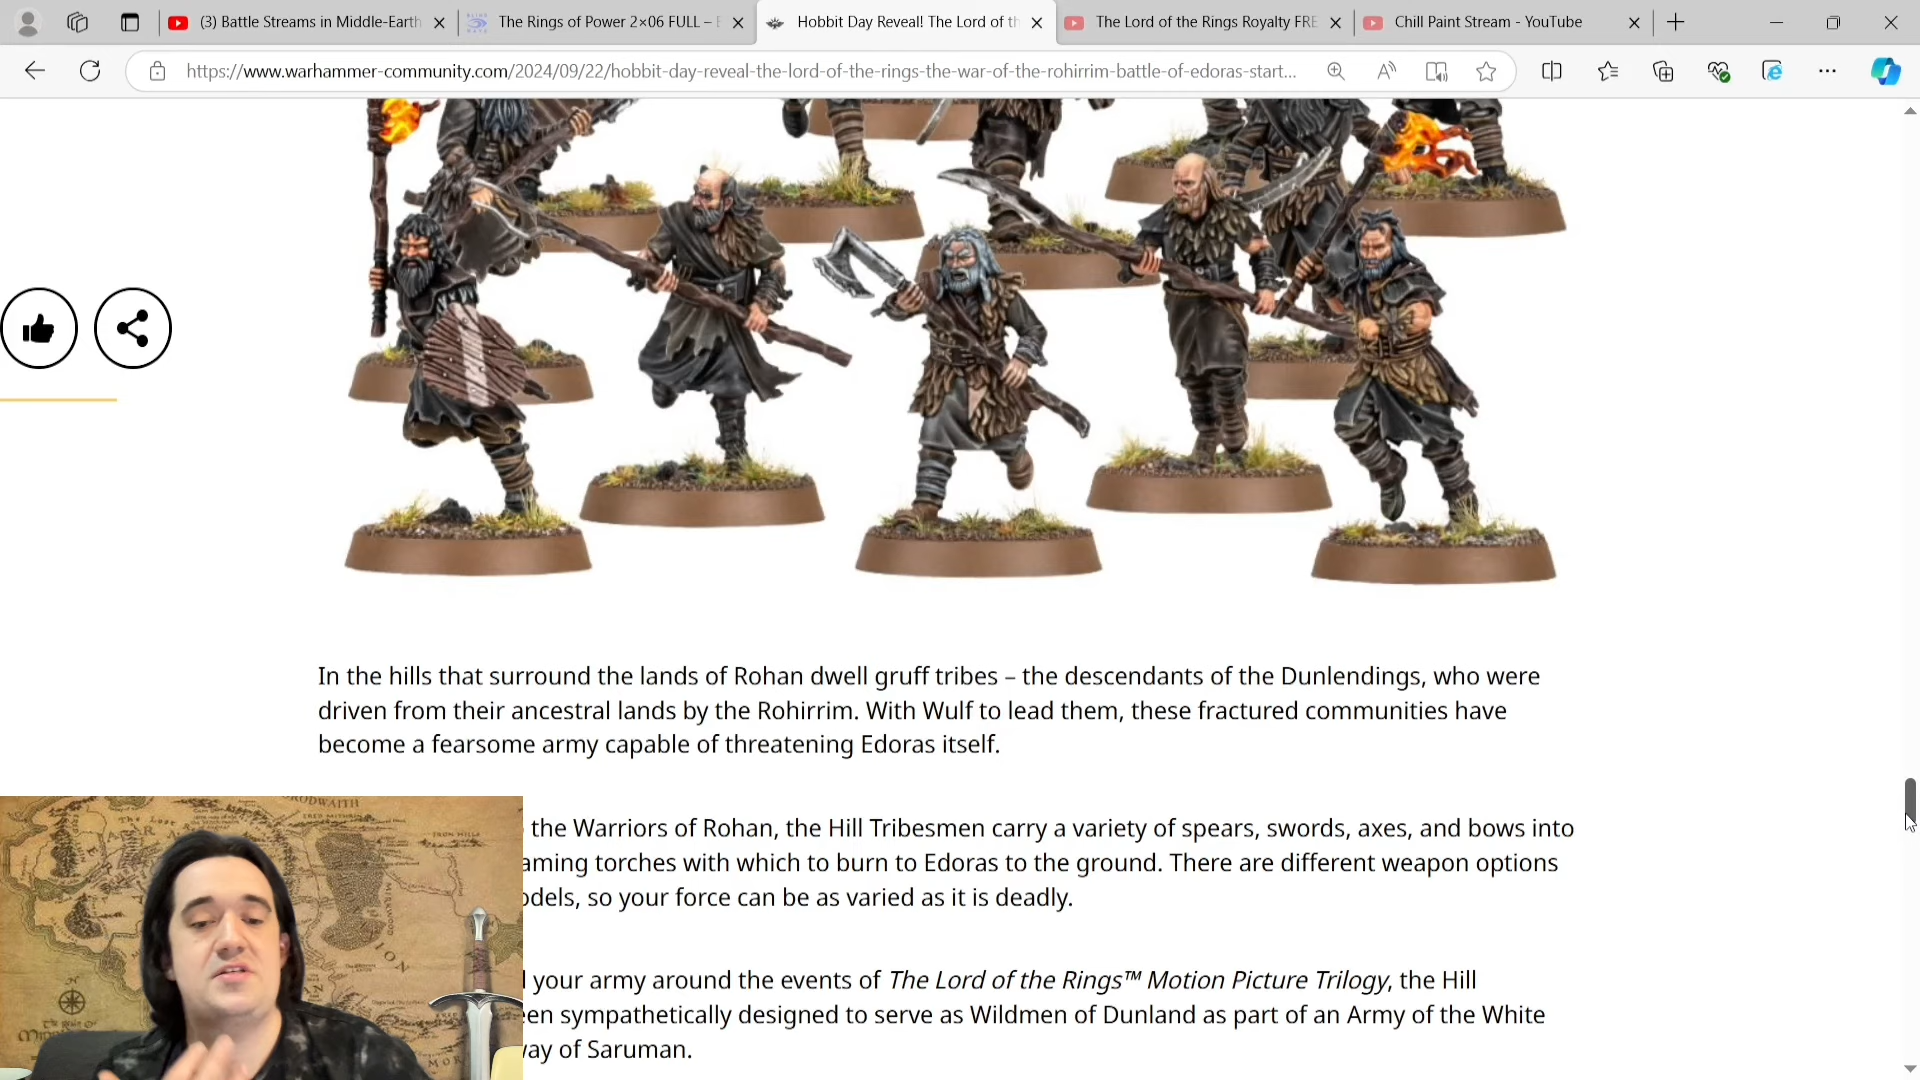 (3) Battle Streams in Middle-Earth
The Rings of Power 2×06 FULL –
Hobbit Day Reveal! The Lord of th
The Lord of the Rings Royalty FRE
Chill Paint Stream - YouTube
https://www.warhammer-community.com/2024/09/22/hobbit-day-reveal-the-lord-of-the-rings-the-war-of-the-rohirrim-battle-of-edoras-start...
In the hills that surround the lands of Rohan dwell gruff tribes – the descendants of the Dunlendings, who were
driven from their ancestral lands by the Rohirrim. With Wulf to lead them, these fractured communities have
become a fearsome army capable of threatening Edoras itself.
the Warriors of Rohan, the Hill Tribesmen carry a variety of spears, swords, axes, and bows into
aming torches with which to burn to Edoras to the ground. There are different weapon options
odels, so your force can be as varied as it is deadly.
your army around the events of The Lord of the Rings™ Motion Picture Trilogy, the Hill
een sympathetically designed to serve as Wildmen of Dunland as part of an Army of the White
way of Saruman.
RODWAITH
IRON HILLS
ION
MOR